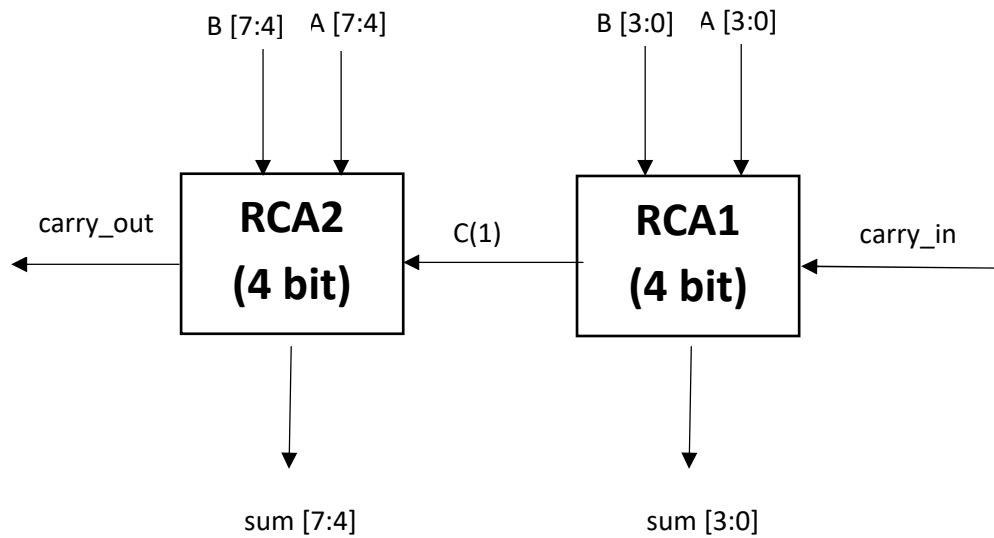 B [7:4] A [7:4]
B [3:0] A [3:0]
carry_out
RCA2
(4 bit)
C(1)
RCA1
(4 bit)
carry_in
sum [7:4]
sum [3:0]